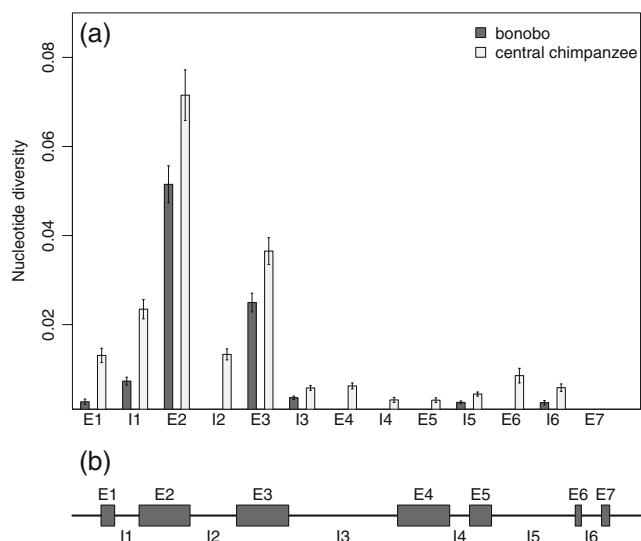 (a)
bonobo
central chimpanzee
Nucleotide diversity
0.08
0.06
0.04
0.02
E1 I1 E2 I2 E3 I3 E4 I4 E5 I5 E6 I6 E7
(b)
E1 E2 E3 E4 E5 E6 E7
I1 I2 I3 I4 I5 I6